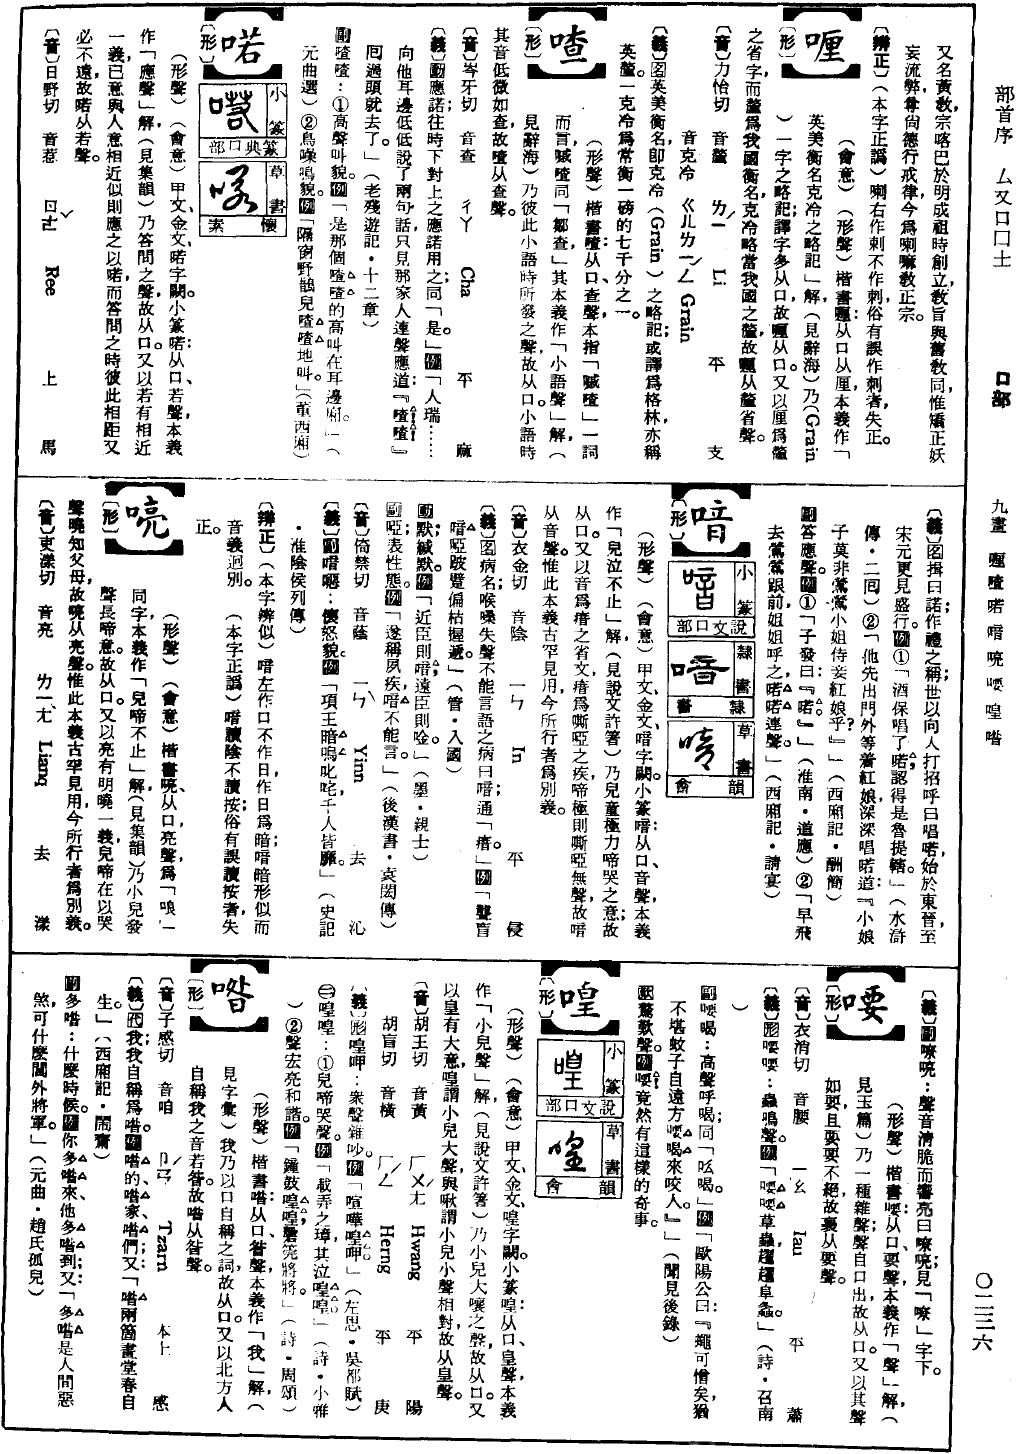 部首序　厶又口囗土
口部
九畫　喱喳喏喑喨喓喤喒
〇二三六
又名黃教,宗喀巴於明成祖時創立,教旨與舊教同,惟矯正妖
妄流弊,崇尚德行戒律,今爲喇嘛教正宗。
〔辨正〕(本字正譌)喇右作剌不作刺,俗有誤作刺者失正。
喱
〔形〕
(會意)(形聲)楷書喱:从口从厘,本義作「
英美衡名克冷之略記」解,(見辭海)乃(Grain
)一字之略記;譯字多从口,故喱从口。又以厘爲釐
之省字,而釐爲我國衡名,克冷略當我國之釐,故喱从釐省聲。
〔音〕力怡切　音釐　ㄌㄧˊ　Li　平　支
音克冷　ㄍㄦㄌㄧㄥˊ　Grain
〔義〕名英美衡名,卽克冷(Grain)之略記;或譯爲格林,亦稱
英釐。一克冷爲常衡一磅的七千分之一。
喳
〔形〕
(形聲)楷書喳:从口、查聲,本指「嘁喳」一詞
而言,嘁喳同「鄒查」,其本義作「小語聲」解,(
見辭海)乃彼此小語時所發之聲,故从口。小語時
其音低微如查,故喳从查聲。
〔音〕岑牙切　音查　ㄔㄚˊ　Cha　平　麻
〔義〕動應諾;往時下對上之應諾用之;同「是」。例「人瑞……
向他耳邊低低說了兩句話,只見那家人連聲應道:『喳喳』
囘過頭就去了。」(老殘遊記·十二章)
副喳喳:①高聲叫貌。例「是那個喳喳的高叫在耳邊廂。」(
元曲選)②鳥噪鳴貌。例「隔窗野鵲兒喳喳地叫。」(董西廂)
喏
〔形〕
小篆
篆典口部
草書
懷素
(形聲)(會意)甲文、金文、喏字闕。小篆喏:从口、若聲,本義
作「應聲」解,(見集韻)乃答問之聲,故从口。又以若有相近
一義,已意與人意相近似則應之以喏;而答問之時彼此相距又
必不遠,故喏从若聲。
〔音〕日野切　音惹　ㄖㄜˇ　Ree　上　馬
〔義〕名揖曰諾,作禮之稱;世以向人打招呼曰唱喏,始於東晉,至
宋元更見盛行。例①「酒保唱了喏,認得是魯提轄。」(水滸
傳·二囘)②「他先出門外等着紅娘,深深唱喏道:『小娘
子莫非鶯鶯小姐侍妾紅娘乎?』」(西廂記·酬簡)
副答應聲。例①「子發曰:『喏。』」(淮南·道應)②「早飛
去鶯鶯跟前,姐姐呼之,喏喏連聲。」(西廂記·請宴)
喑
〔形〕
小篆
說文口部
隸書
隸書
草書
韻會
(形聲)(會意)甲文、金文、喑字闕。小篆喑:从口、音聲,本義
作「兒泣不止」解,(見說文許箸)乃兒童極力啼哭之意;故
从口。又以音爲瘖之省文,瘖爲嘶啞之疾,啼極則嘶啞無聲,故喑
从音聲。惟此本義古罕見用,今所行者爲別義。
〔音〕衣金切　音陰　ㄧㄣ　In　平　侵
〔義〕名病名;喉嗓失聲不能言語之病曰喑;通「瘖」。例「聾盲
喑啞跛躄偏枯握遞。」(管·入國)
動默;緘默。例「近臣則喑,遠臣則唫。」(墨·親士)
副啞;表性態。例「遂稱夙疾,喑不能言。」(後漢書·袁閎傳)
〔音〕倚禁切　音蔭　ㄧㄣˋ　Yinn　去　沁
〔義〕副喑噁:懷怒貌。例「項王暗嗚叱咤,千人皆靡。」(史記
·淮陰侯列傳)
〔辨正〕(本字辨似)喑左作口不作日,作日爲暗;喑暗形似而
音義迥別。(本字正譌)喑讀陰不讀按,俗有誤讀按者失
正。
喨
〔形〕
(形聲)(會意)楷書喨:从口、亮聲,爲「哴」
同字,本義作「兒啼不止」解,(見集韻)乃小兒發
聲長啼意,故从口。又以亮有明曉一義,兒啼在以哭
聲曉知父母,故喨从亮聲。惟此本義古罕見用,今所行者爲別義。
〔音〕吏漾切　音亮　ㄌㄧㄤˋ　Liang　去　漾
〔義〕副嘹喨:聲音清脆而響亮曰嘹喨,見「嘹」字下。
喓
〔形〕
(形聲)楷書喓:从口、要聲,本義作「聲」解,(
見玉篇)乃一種雜聲,聲自口出,故从口。又以其聲
如要,且要要不絕,故喓从要聲。
〔音〕衣消切　音腰　ㄧㄠ　Iau　平　蕭
〔義〕形喓喓:蟲鳴聲。例「喓喓草蟲,趯趯阜螽。」(詩·召南
)
副喓喝:高聲呼喝;同「吆喝」。例「歐陽公曰:『蠅可憎矣,猶
不堪蚊子自遠方喓喝來咬人。』」(聞見後錄)
歎驚歎聲。例喓,竟然有這樣的奇事。
喤
〔形〕
小篆
說文口部
草書
韻會
(形聲)(會意)甲文、金文、喤字闕。小篆喤:从口、皇聲,本義
作「小兒聲」解,(見說文許箸)乃小兒大嚷之聲,故从口。又
以皇有大意,喤謂小兒大聲,與啾謂小兒小聲相對,故从皇聲。
〔音〕胡王切　音黃　ㄏㄨㄤˊ　Hwang　平　陽
胡盲切　音橫　ㄏㄥˊ　Herng　平　庚
〔義〕形喤呷:衆聲雜吵。例「喧嘩喤呷」(左思·吳都賦)
㊂喤喤:①兒啼哭聲。例「載弄之璋,其泣喤喤。」(詩·小雅
)②聲宏亮和諧。例「鐘鼓喤喤,磬筦將將。」(詩·周頌)
喒
〔形〕
(形聲)楷書喒:从口、昝聲,本義作「我」解,(
見字彙)我乃以口自稱之詞,故从口。又以北方人
自稱我之音若昝,故喒从昝聲。
〔音〕子感切　音咱　ㄗㄢˊ　Tzarn　本上　感
〔義〕代我;我自稱爲喒。例喒的、喒家、喒們;又「喒兩箇畫堂春自
生。」(西廂記·鬧齋)
副多喒:什麼時候。例你多喒來,他多喒到;又「多喒是人間惡
煞,可什麼閫外將軍。」(元曲·趙氏孤兒)